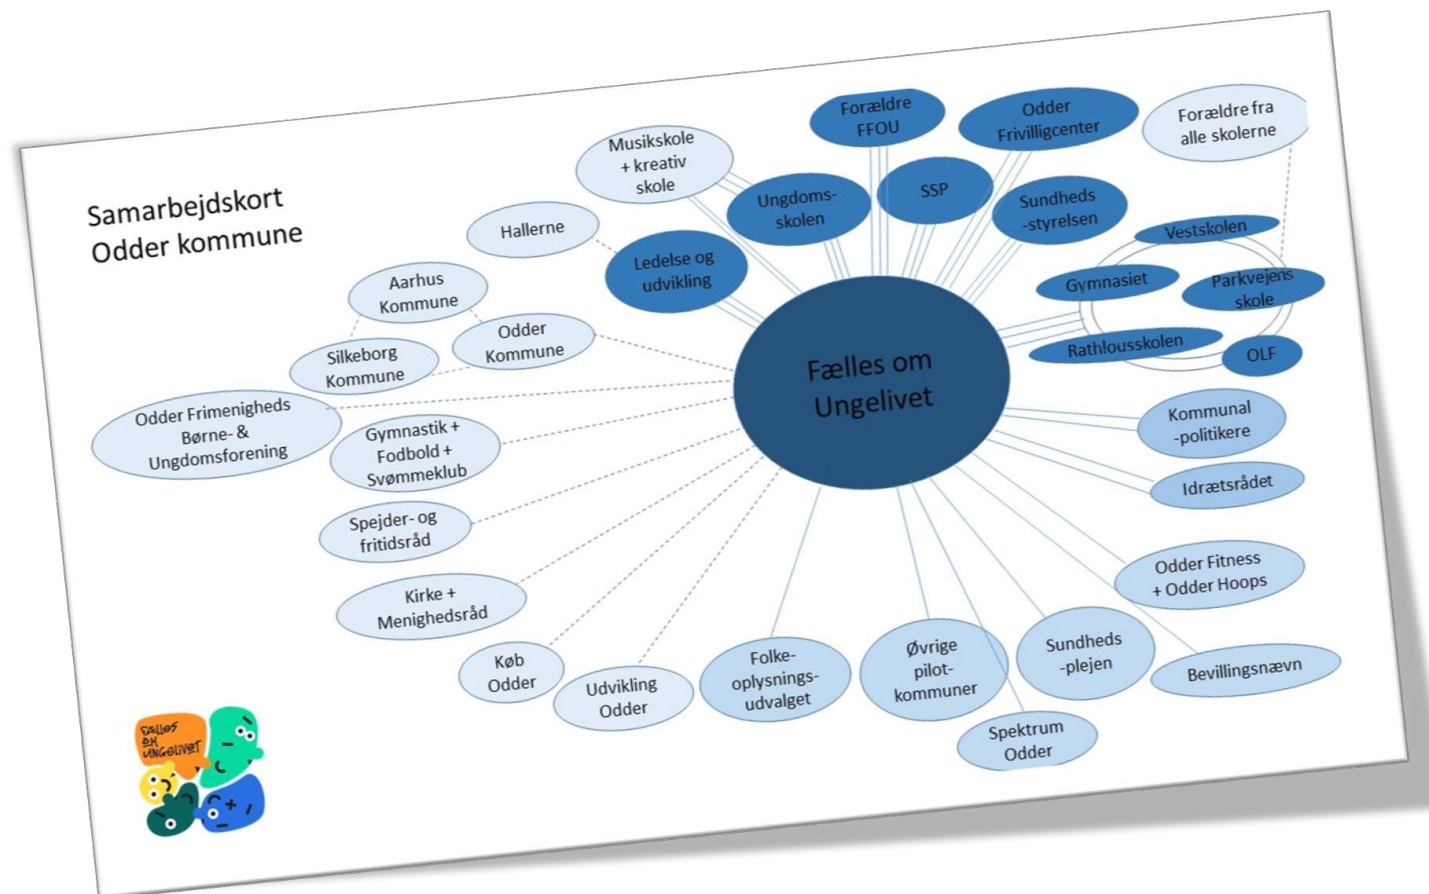 Samarbejdskort
Odder kommune
Forældre
FFOU
Odder
Frivilligcenter
Forældre fra
alle skolerne
Musikskole
+ kreativ
skole
Ungdoms-
skolen
SSP
Sundheds
-styrelsen
Vestskolen
Hallerne
Ledelse og
udvikling
Gymnasiet
Parkvejens
skole
Aarhus
Kommune
Odder
Kommune
Silkeborg
Kommune
Rathlousskolen
OLF
Fælles om
Ungelivet
Odder Frimenigheds
Børne- &
Ungdomsforening
Gymnastik +
Fodbold +
Svømmeklub
Kommunal
-politikere
Idrætsrådet
Spejder- og
fritidsråd
Odder Fitness
+ Odder Hoops
Kirke +
Menighedsråd
Køb
Odder
Udvikling
Odder
Folke-
oplysnings-
udvalget
Øvrige
pilot-
kommuner
Sundheds
-plejen
Bevillingsnævn
Spektrum
Odder
FÆLLES
OM
UNGELIVET